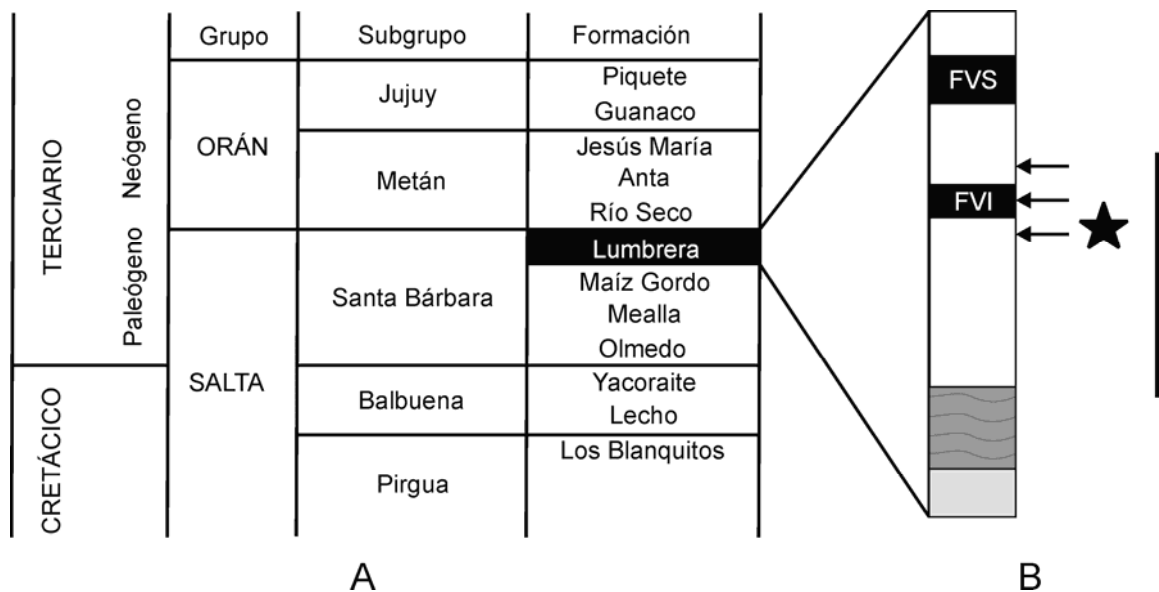 Grupo Subgrupo Formación
TERCIARIO
Neógeno
Paleógeno
CRETÁCICO
ORÁN
SALTA
Jujuy
Metán
Santa Bárbara
Balbuena
Pirgua
Piquete
Guanaco
Jesús María
Anta
Río Seco
Lumbrera
Maíz Gordo
Mealla
Olmedo
Yacoraite
Lecho
Los Blanquitos
FVS
FVI
A
B